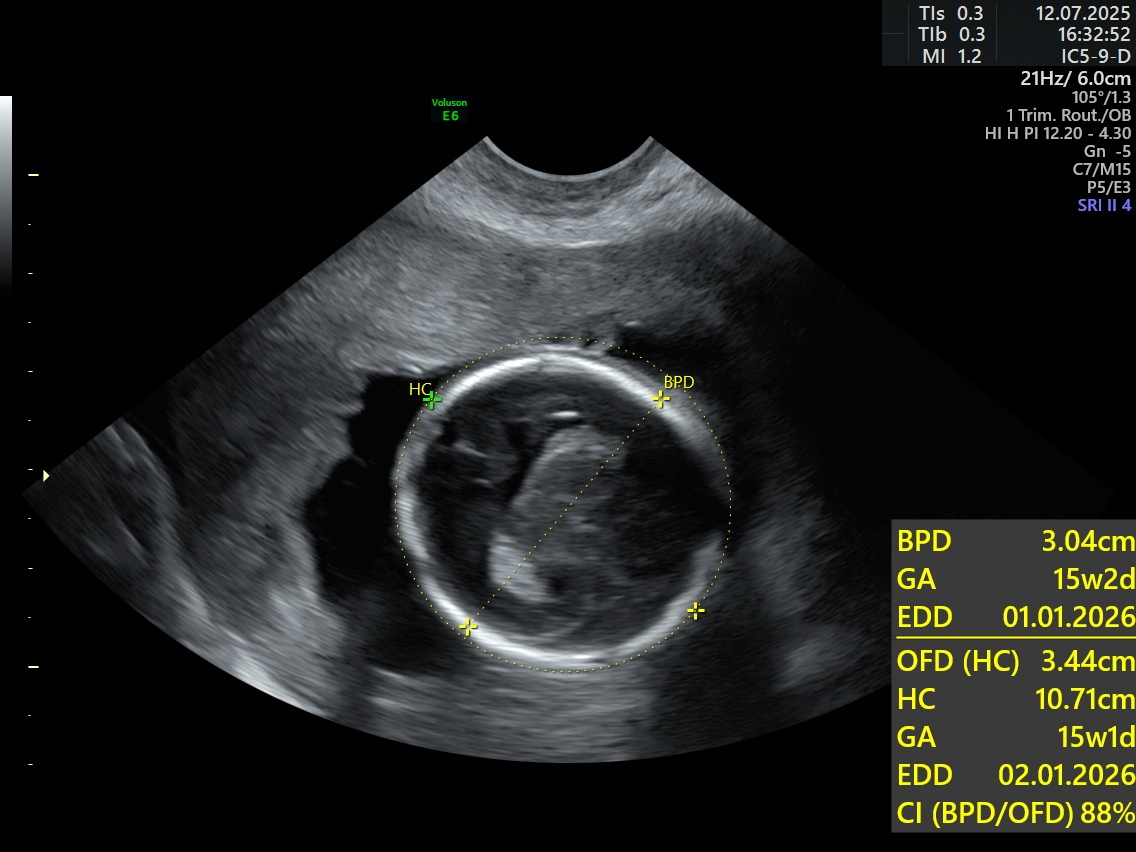 TIs 0.3 12.07.2025
TIb 0.3 16:32:52
MI 1.2 IC5-9-D
21Hz/ 6.0cm
105°/1.3
1 Trim. Rout./OB
HI H PI 12.20 - 4.30
Gn -5
C7/M15
P5/E3
SRI II 4
Voluson
E6
HC
BPD
BPD 3.04cm
GA 15w2d
EDD 01.01.2026
OFD (HC) 3.44cm
HC 10.71cm
GA 15w1d
EDD 02.01.2026
CI (BPD/OFD) 88%